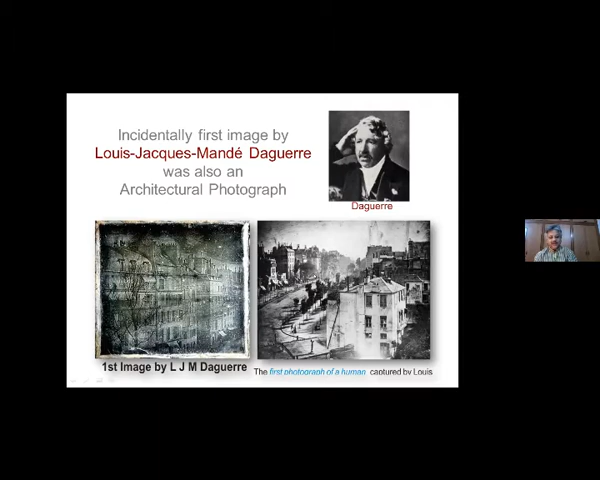 Incidentally first image by
Louis-Jacques-Mandé Daguerre
was also an
Architectural Photograph
Daguerre
1st Image by L J M Daguerre
The first photograph of a human captured by Louis